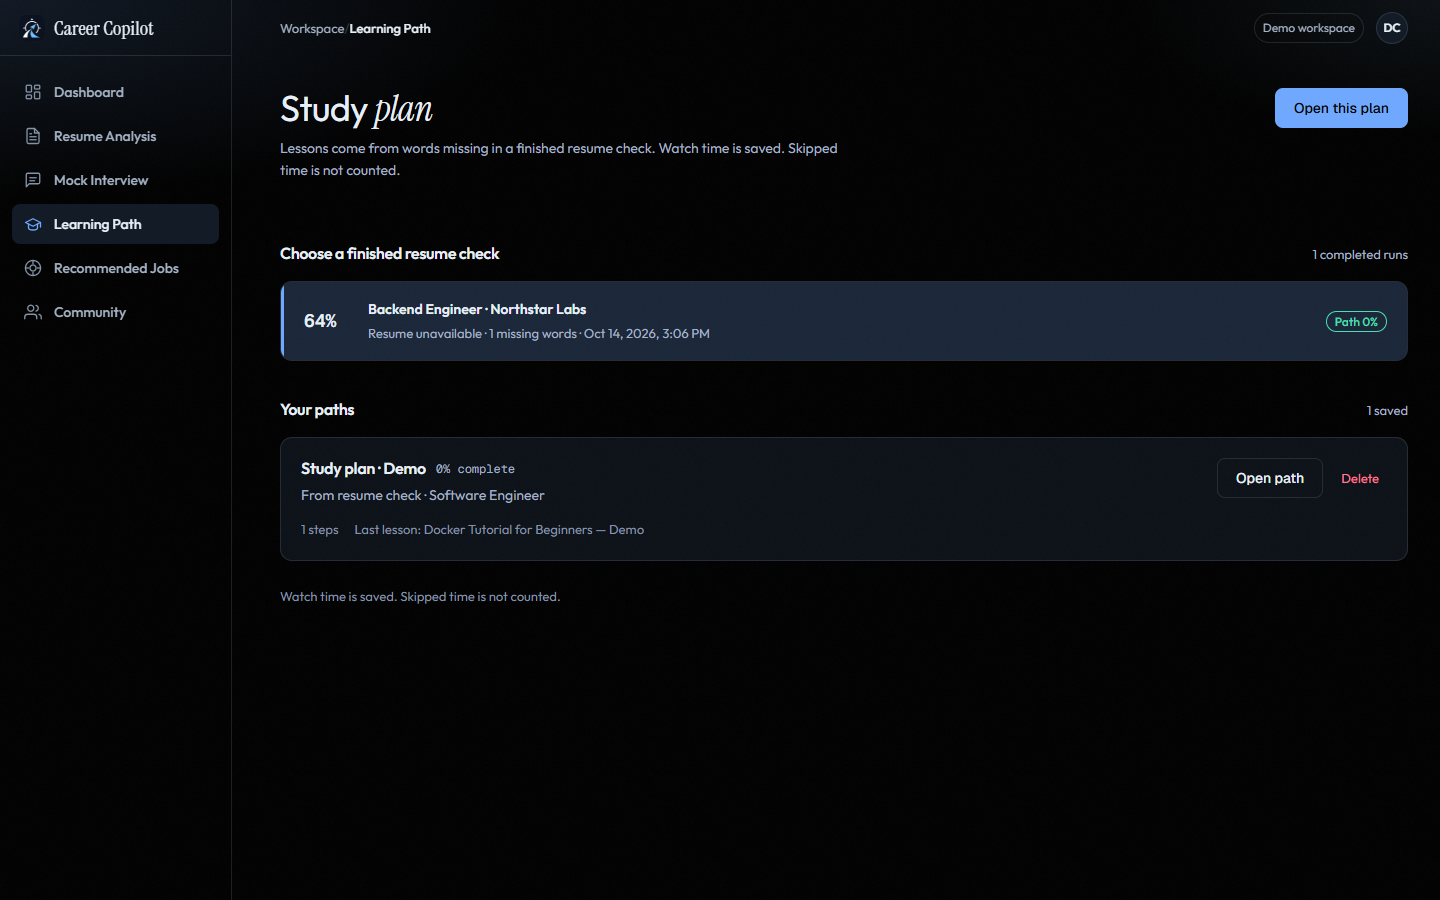 Career Copilot
Workspace/Learning Path
Demo workspace
DC
Dashboard
Resume Analysis
Mock Interview
Learning Path
Recommended Jobs
Community
Study plan
Open this plan
Lessons come from words missing in a finished resume check. Watch time is saved. Skipped
time is not counted.
Choose a finished resume check
1 completed runs
64%
Backend Engineer · Northstar Labs
Resume unavailable · 1 missing words · Oct 14, 2026, 3:06 PM
Path 0%
Your paths
1 saved
Study plan · Demo 0% complete
From resume check · Software Engineer
1 steps Last lesson: Docker Tutorial for Beginners — Demo
Open path
Delete
Watch time is saved. Skipped time is not counted.